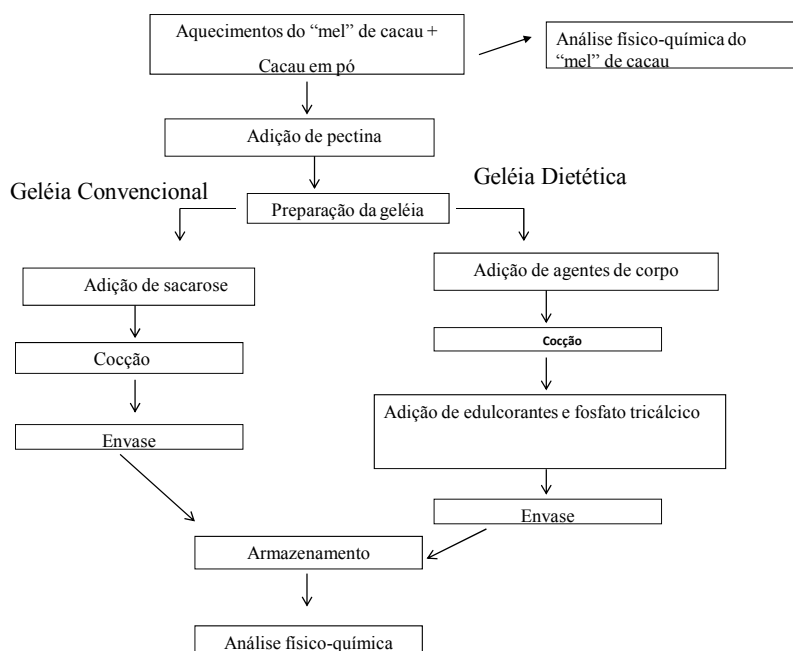 Aquecimentos do “mel” de cacau +
Cacau em pó
Análise físico-química do
“mel” de cacau
Adição de pectina
Geléia Convencional
Geléia Dietética
Preparação da geléia
Adição de sacarose
Adição de agentes de corpo
Cocção
Cocção
Adição de edulcorantes e fosfato tricálcico
Envase
Envase
Armazenamento
Análise físico-química